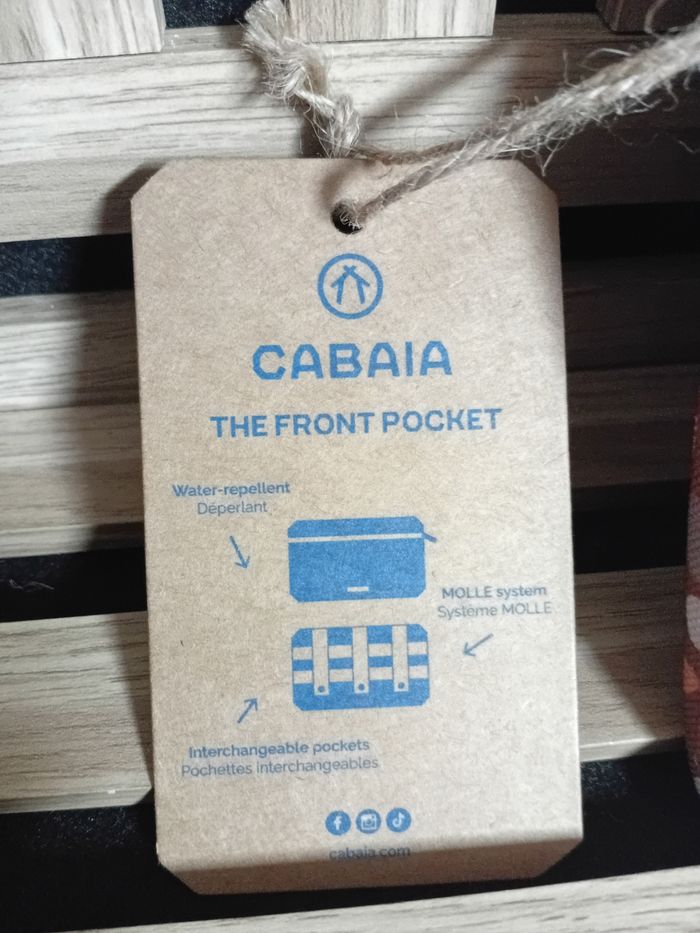 CABAIA
THE FRONT POCKET
Water-repellent
Déperlant
MOLLE system
Système MOLLE
Interchangeable pockets
Pochettes interchangeables
cabaia.com